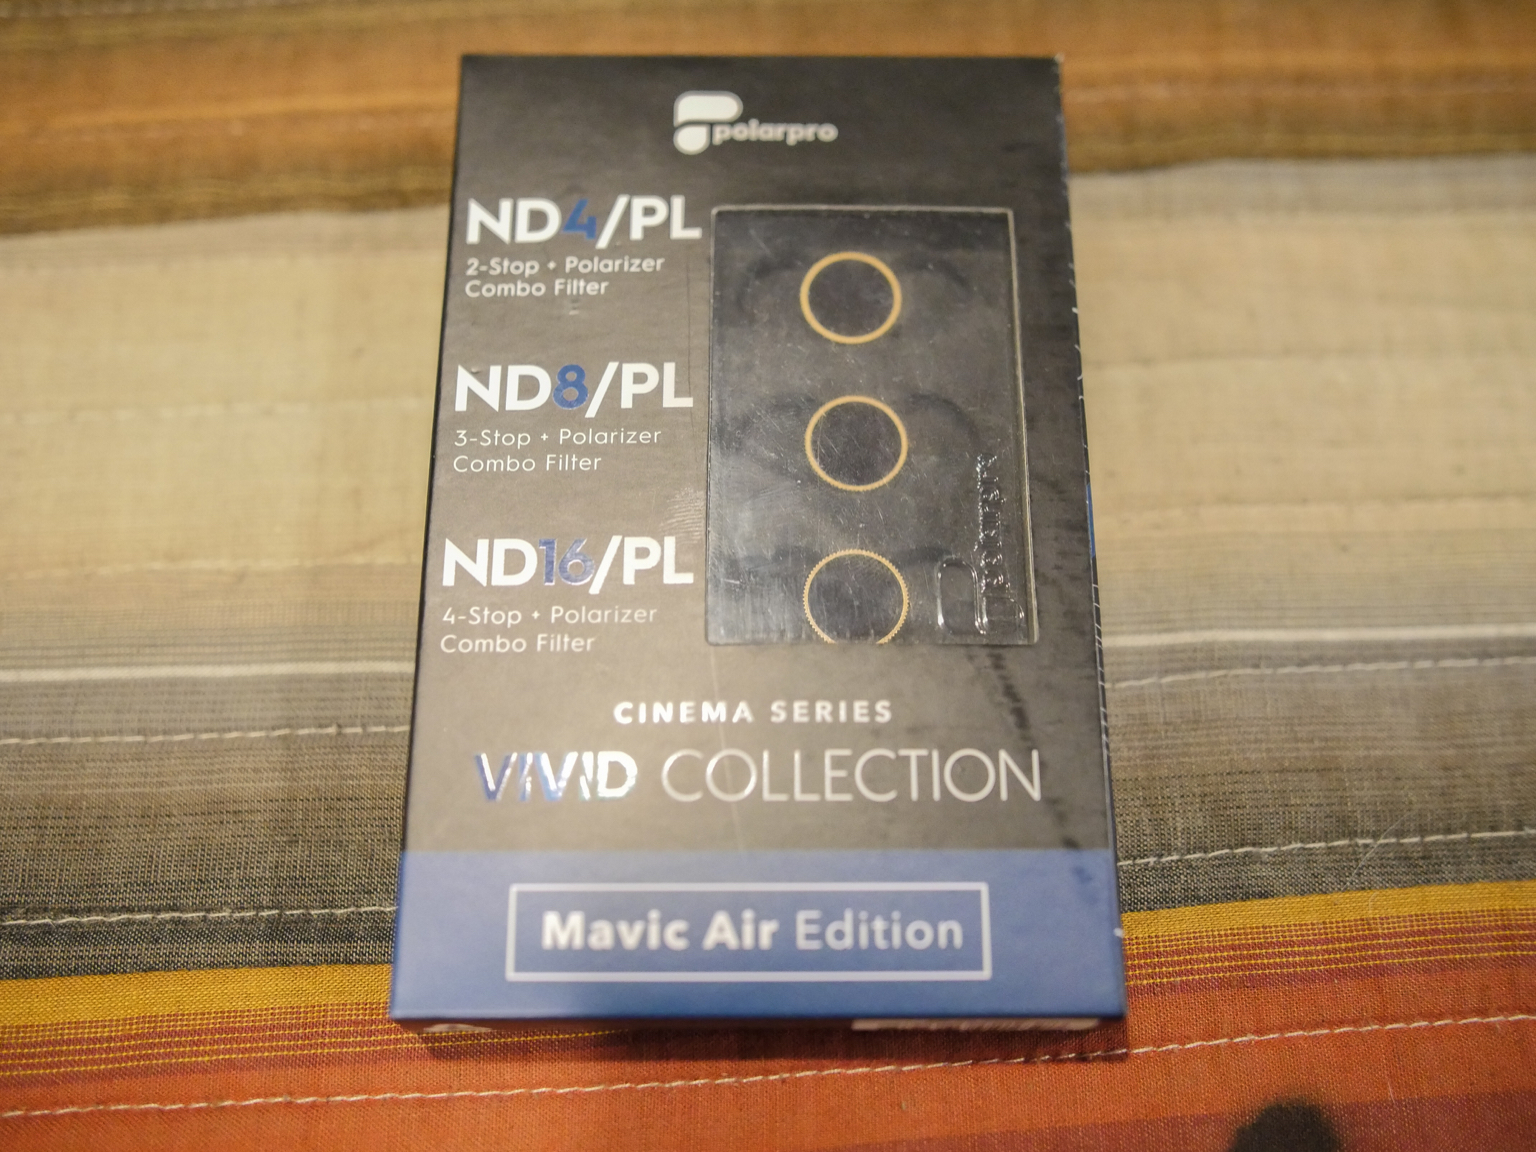 polarpro
ND4/PL
2-Stop + Polarizer
Combo Filter
ND8/PL
3-Stop + Polarizer
Combo Filter
ND16/PL
4-Stop + Polarizer
Combo Filter
polarpro
CINEMA SERIES
VIVID COLLECTION
Mavic Air Edition